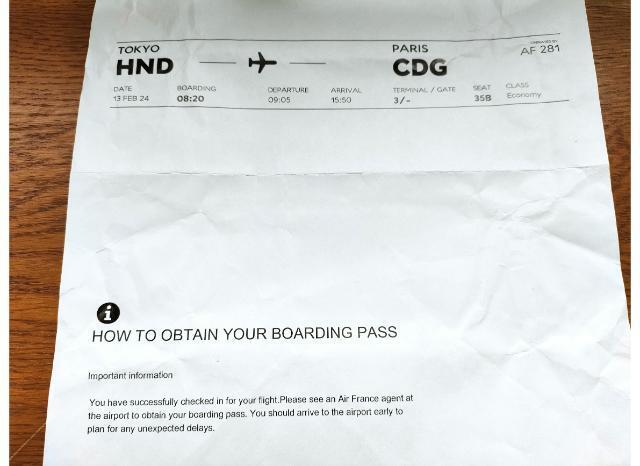 TOKYO PARIS OPERATED BY
HND CDG AF 281
DATE BOARDING DEPARTURE ARRIVAL TERMINAL / GATE SEAT CLASS
13 FEB 24 08:20 09:05 15:50 3/- 35B Economy
i
HOW TO OBTAIN YOUR BOARDING PASS
Important information
You have successfully checked in for your flight.Please see an Air France agent at
the airport to obtain your boarding pass. You should arrive to the airport early to
plan for any unexpected delays.